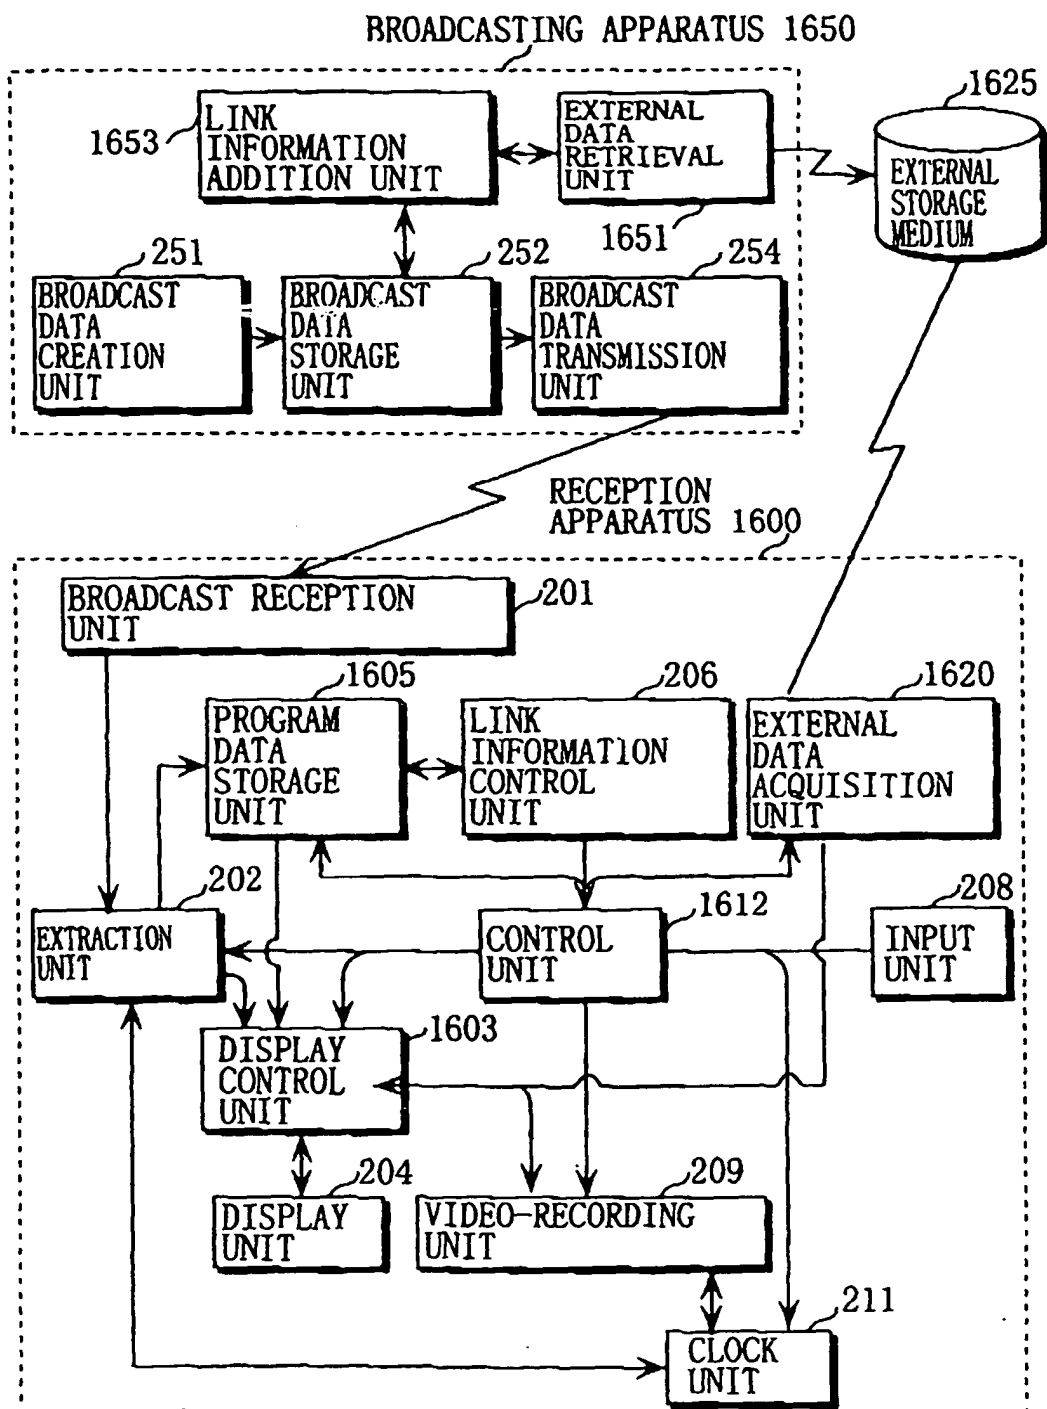 BROADCASTING APPARATUS 1650
1625
1653
LINK
INFORMATION
ADDITION UNIT
EXTERNAL
DATA
RETRIEVAL
UNIT
1651
EXTERNAL
STORAGE
MEDIUM
251
252
254
BROADCAST
DATA
CREATION
UNIT
BROADCAST
DATA
STORAGE
UNIT
BROADCAST
DATA
TRANSMISSION
UNIT
RECEPTION
APPARATUS 1600
BROADCAST RECEPTION
UNIT
201
1605
206
1620
PROGRAM
DATA
STORAGE
UNIT
LINK
INFORMATION
CONTROL
UNIT
EXTERNAL
DATA
ACQUISITION
UNIT
202
1612
208
EXTRACTION
UNIT
CONTROL
UNIT
INPUT
UNIT
1603
DISPLAY
CONTROL
UNIT
204
209
DISPLAY
UNIT
VIDEO-RECORDING
UNIT
211
CLOCK
UNIT